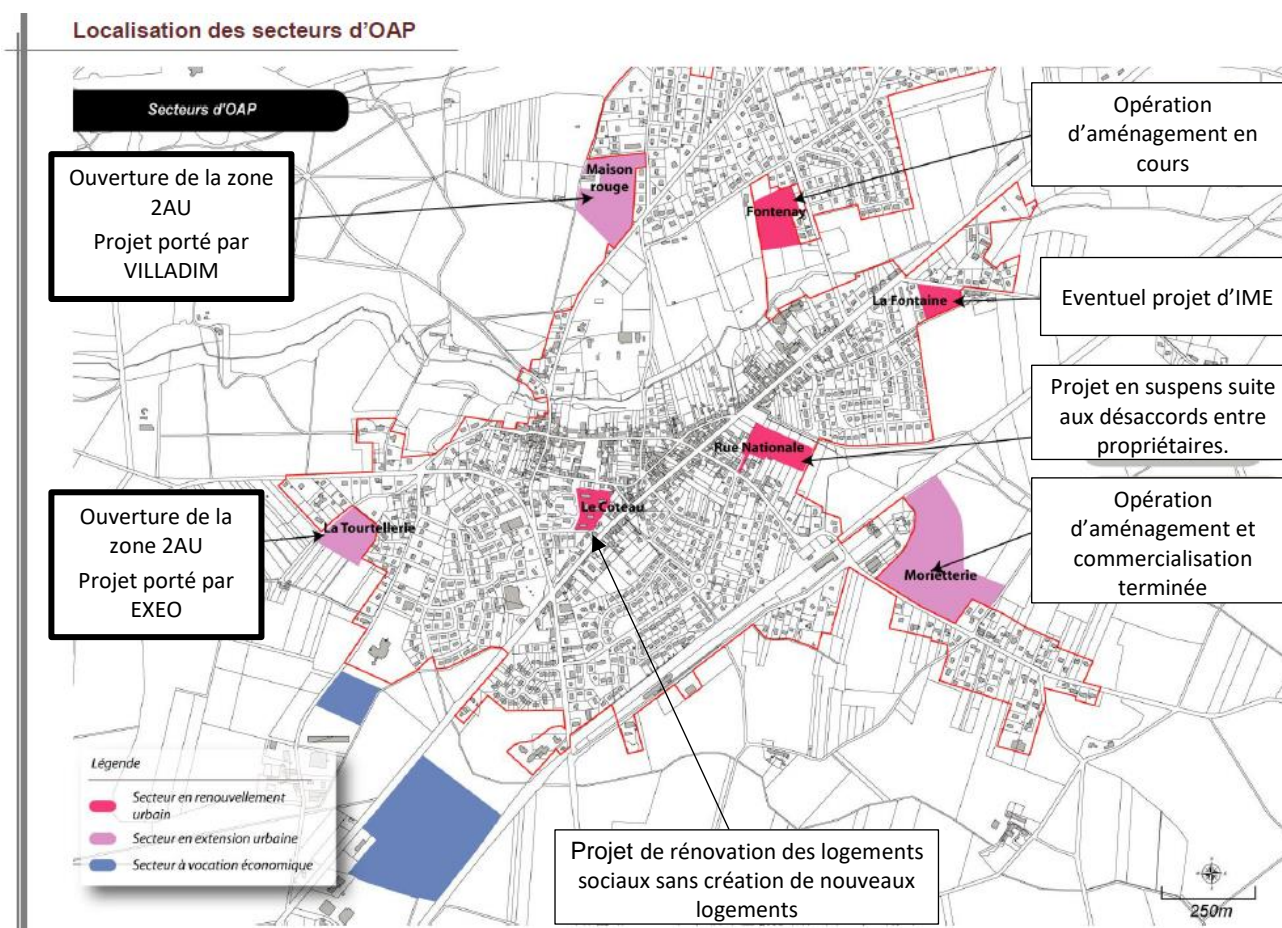 Localisation des secteurs d'OAP
Secteurs d'OAP
Ouverture de la zone
2AU
Projet porté par
VILLADIM
Maison
rouge
Fontenay
Opération
d'aménagement en
cours
La Fontaine
Eventuel projet d'IME
Rue Nationale
Projet en suspens suite
aux désaccords entre
propriétaires.
Ouverture de la
zone 2AU
Projet porté par
EXEO
La Tourtellerie
Le Coteau
Morietterie
Opération
d'aménagement et
commercialisation
terminée
Légende
Secteur en renouvellement
urbain
Secteur en extension urbaine
Secteur à vocation économique
Projet de rénovation des logements
sociaux sans création de nouveaux
logements
250m